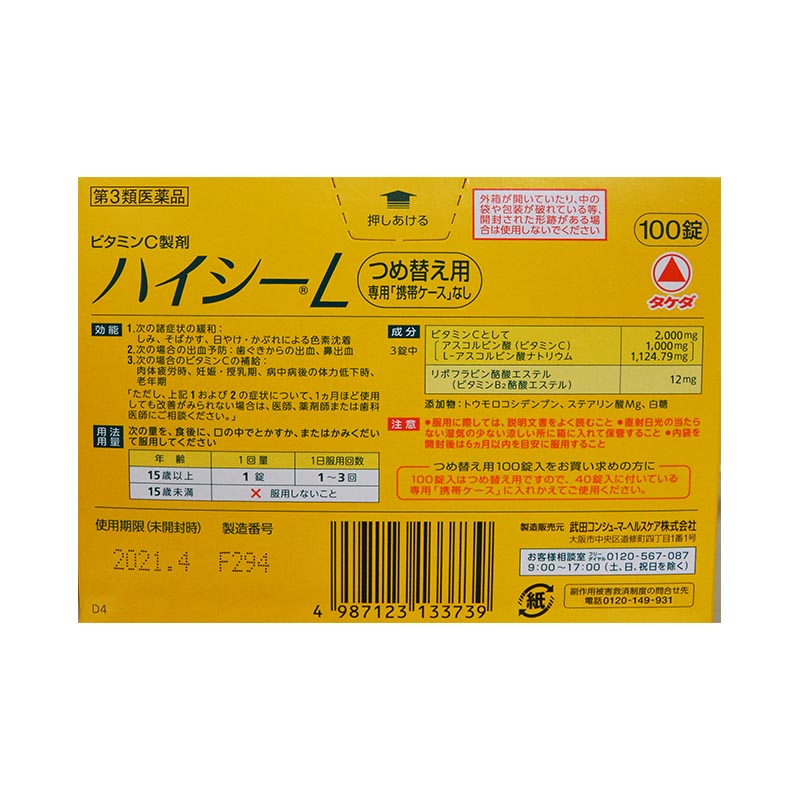 第3類医薬品
押しあける
外箱が開いていたり、中の
袋や包装が破れている等、
開封された形跡がある場
合は使用しないでください
100錠
ビタミンC製剤
ハイシーL®
つめ替え用
専用「携帯ケース」なし
タケダ
効能
1.次の諸症状の緩和:
しみ、そばかす、日やけ・かぶれによる色素沈着
2.次の場合の出血予防:歯ぐきからの出血、鼻出血
3.次の場合のビタミンCの補給:
肉体疲労時、妊娠・授乳期、病中病後の体力低下時、
老年期
「ただし、上記1および2の症状について、1ヵ月ほど使用
しても改善がみられない場合は、医師、薬剤師または歯科
医師にご相談ください。」
用法
用量
次の量を、食後に、口の中でとかすか、またはかみくだい
て服用してください
年齢 1回量 1日服用回数
15歳以上 1錠 1～3回
15歳未満 × 服用しないこと
成分
3錠中
ビタミンCとして 2,000mg
アスコルビン酸(ビタミンC) 1,000mg
L-アスコルビン酸ナトリウム 1,124.79mg
リボフラビン酪酸エステル 12mg
(ビタミンB₂酪酸エステル)
添加物:トウモロコシデンプン、ステアリン酸Mg、白糖
注意
●服用に際しては、説明文書をよく読むこと ●直射日光の当たら
ない湿気の少ない涼しい所に箱に入れて保管すること ●内袋を
開封後は6ヵ月以内を目安に服用すること
つめ替え用100錠入をお買い求めの方に
100錠入はつめ替え用ですので、40錠入に付いている
専用「携帯ケース」に入れかえてご使用ください。
使用期限(未開封時) 製造番号
2021.4 F294
D4
4 987123 133739
製造販売元 武田コンシューマーヘルスケア株式会社
大阪市中央区道修町四丁目1番1号
お客様相談室 フリーダイヤル 0120-567-087
9:00～17:00(土、日、祝日を除く)
紙
副作用被害救済制度の問合せ先
電話0120-149-931